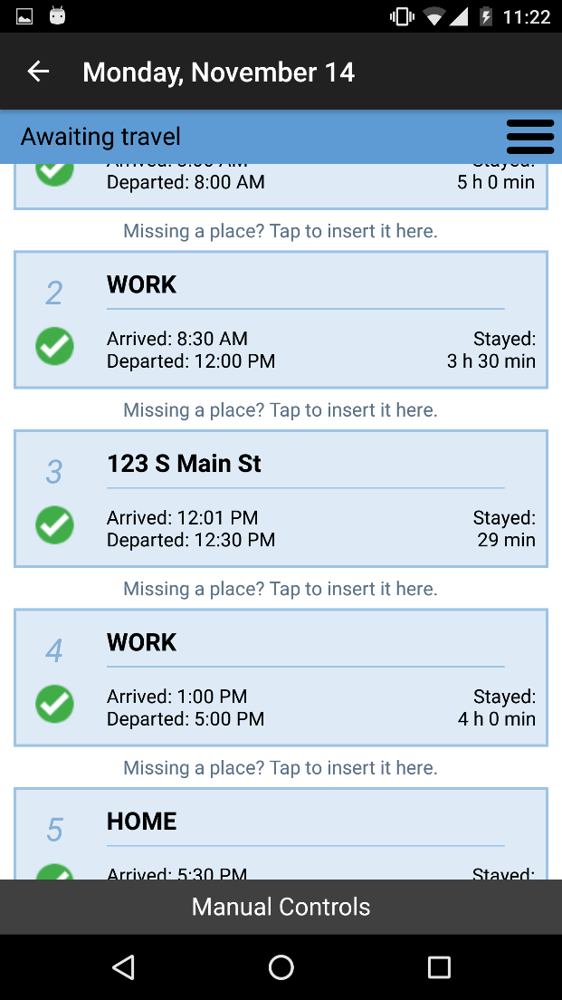 11:22
Monday, November 14
Awaiting travel
Departed: 8:00 AM
5 h 0 min
Missing a place? Tap to insert it here.
2
WORK
Arrived: 8:30 AM
Stayed:
Departed: 12:00 PM
3 h 30 min
Missing a place? Tap to insert it here.
3
123 S Main St
Arrived: 12:01 PM
Stayed:
Departed: 12:30 PM
29 min
Missing a place? Tap to insert it here.
4
WORK
Arrived: 1:00 PM
Stayed:
Departed: 5:00 PM
4 h 0 min
Missing a place? Tap to insert it here.
5
HOME
Arrived: 5:30 PM
Stayed:
Manual Controls